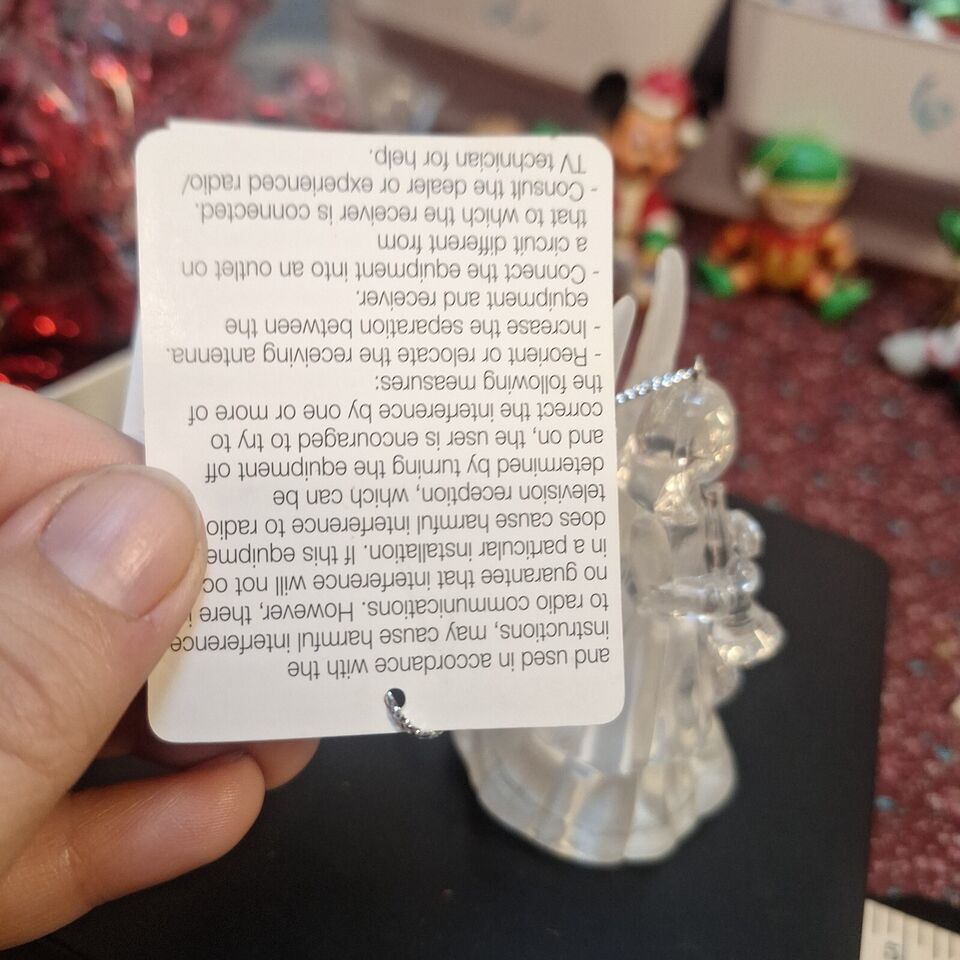 and used in accordance with the
instructions, may cause harmful interference
to radio communications. However, there
no guarantee that interference will not
in a particular installation. If this
does cause harmful interference to radio
television reception, which can be
determined by turning the equipment off
and on, the user is encouraged to try to
correct the interference by one or more of
the following measures:
- Reorient or relocate the receiving antenna.
- Increase the separation between the
equipment and receiver.
- Connect the equipment into an outlet on
a circuit different from
that to which the receiver is connected.
- Consult the dealer or experienced radio/
TV technician for help.